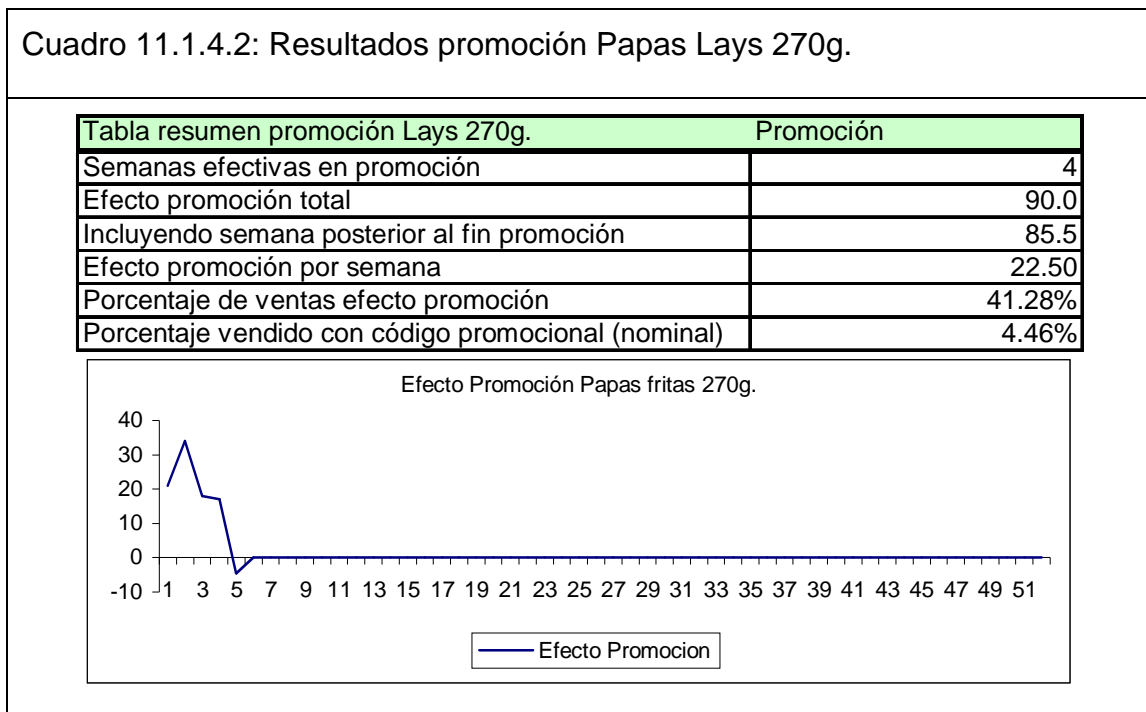 Cuadro 11.1.4.2: Resultados promoción Papas Lays 270g.
Tabla resumen promoción Lays 270g. Promoción
Semanas efectivas en promoción 4
Efecto promoción total 90.0
Incluyendo semana posterior al fin promoción 85.5
Efecto promoción por semana 22.50
Porcentaje de ventas efecto promoción 41.28%
Porcentaje vendido con código promocional (nominal) 4.46%
Efecto Promoción Papas fritas 270g.
40
30
20
10
0
-10
1 3 5 7 9 11 13 15 17 19 21 23 25 27 29 31 33 35 37 39 41 43 45 47 49 51
Efecto Promocion